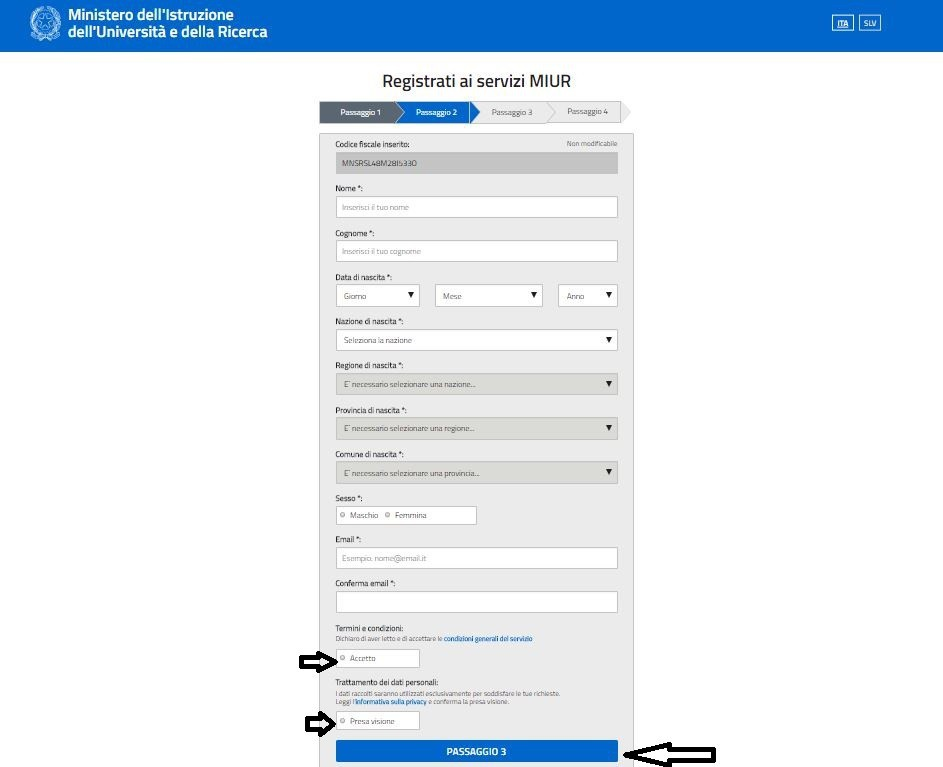 Ministero dell'Istruzione
dell'Università e della Ricerca
ITA SLV
Registrati ai servizi MIUR
Passaggio 1 Passaggio 2 Passaggio 3 Passaggio 4
Codice fiscale inserito: Non modificabile
MNSRSL48M28I533O
Nome *:
Inserisci il tuo nome
Cognome *:
Inserisci il tuo cognome
Data di nascita *:
Giorno Mese Anno
Nazione di nascita *:
Seleziona la nazione
Regione di nascita *:
E' necessario selezionare una nazione...
Provincia di nascita *:
E' necessario selezionare una regione...
Comune di nascita *:
E' necessario selezionare una provincia...
Sesso *:
Maschio Femmina
Email *:
Esempio. nome@email.it
Conferma email *:
Termini e condizioni:
Dichiaro di aver letto e di accettare le condizioni generali del servizio
Accetto
Trattamento dei dati personali:
I dati raccolti saranno utilizzati esclusivamente per soddisfare le tue richieste.
Leggi l'informativa sulla privacy e conferma la presa visione.
Presa visione
PASSAGGIO 3